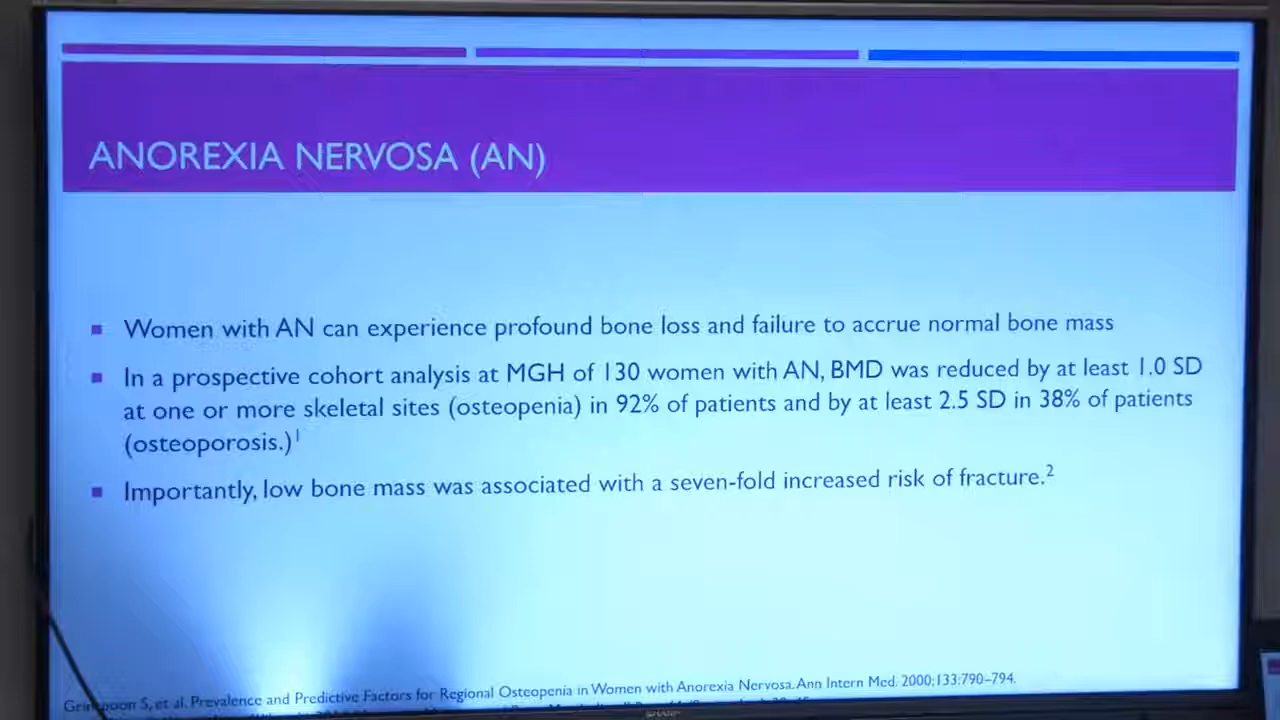 ANOREXIA NERVOSA (AN)
Women with AN can experience profound bone loss and failure to accrue normal bone mass
In a prospective cohort analysis at MGH of 130 women with AN, BMD was reduced by at least 1.0 SD
at one or more skeletal sites (osteopenia) in 92% of patients and by at least 2.5 SD in 38% of patients
(osteoporosis.)1
Importantly, low bone mass was associated with a seven-fold increased risk of fracture.2
S, et al. Prevalence and Predictive Factors for Regional Osteopenia in Women with Anorexia Nervosa. Ann Intern Med. 2000;133:790–794.
SHARP